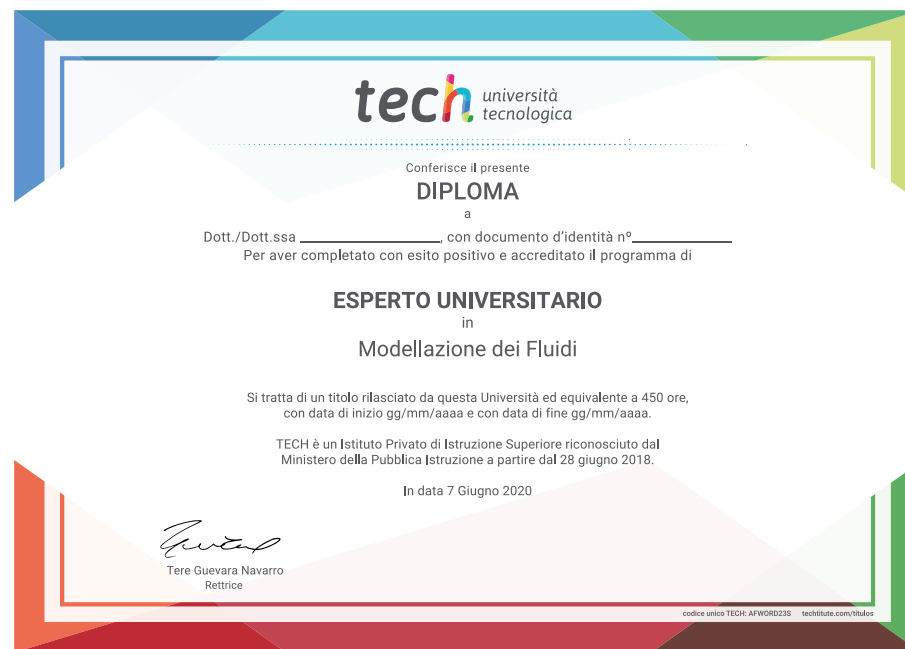 tech università
tecnologica
Conferisce il presente
DIPLOMA
a
Dott./Dott.ssa ____________, con documento d'identità nº_________
Per aver completato con esito positivo e accreditato il programma di
ESPERTO UNIVERSITARIO
in
Modellazione dei Fluidi
Si tratta di un titolo rilasciato da questa Università ed equivalente a 450 ore,
con data di inizio gg/mm/aaaa e con data di fine gg/mm/aaaa.
TECH è un Istituto Privato di Istruzione Superiore riconosciuto dal
Ministero della Pubblica Istruzione a partire dal 28 giugno 2018.
In data 7 Giugno 2020
Tere Guevara Navarro
Rettrice
codice unico TECH: AFWORD23S techtitute.com/titulos